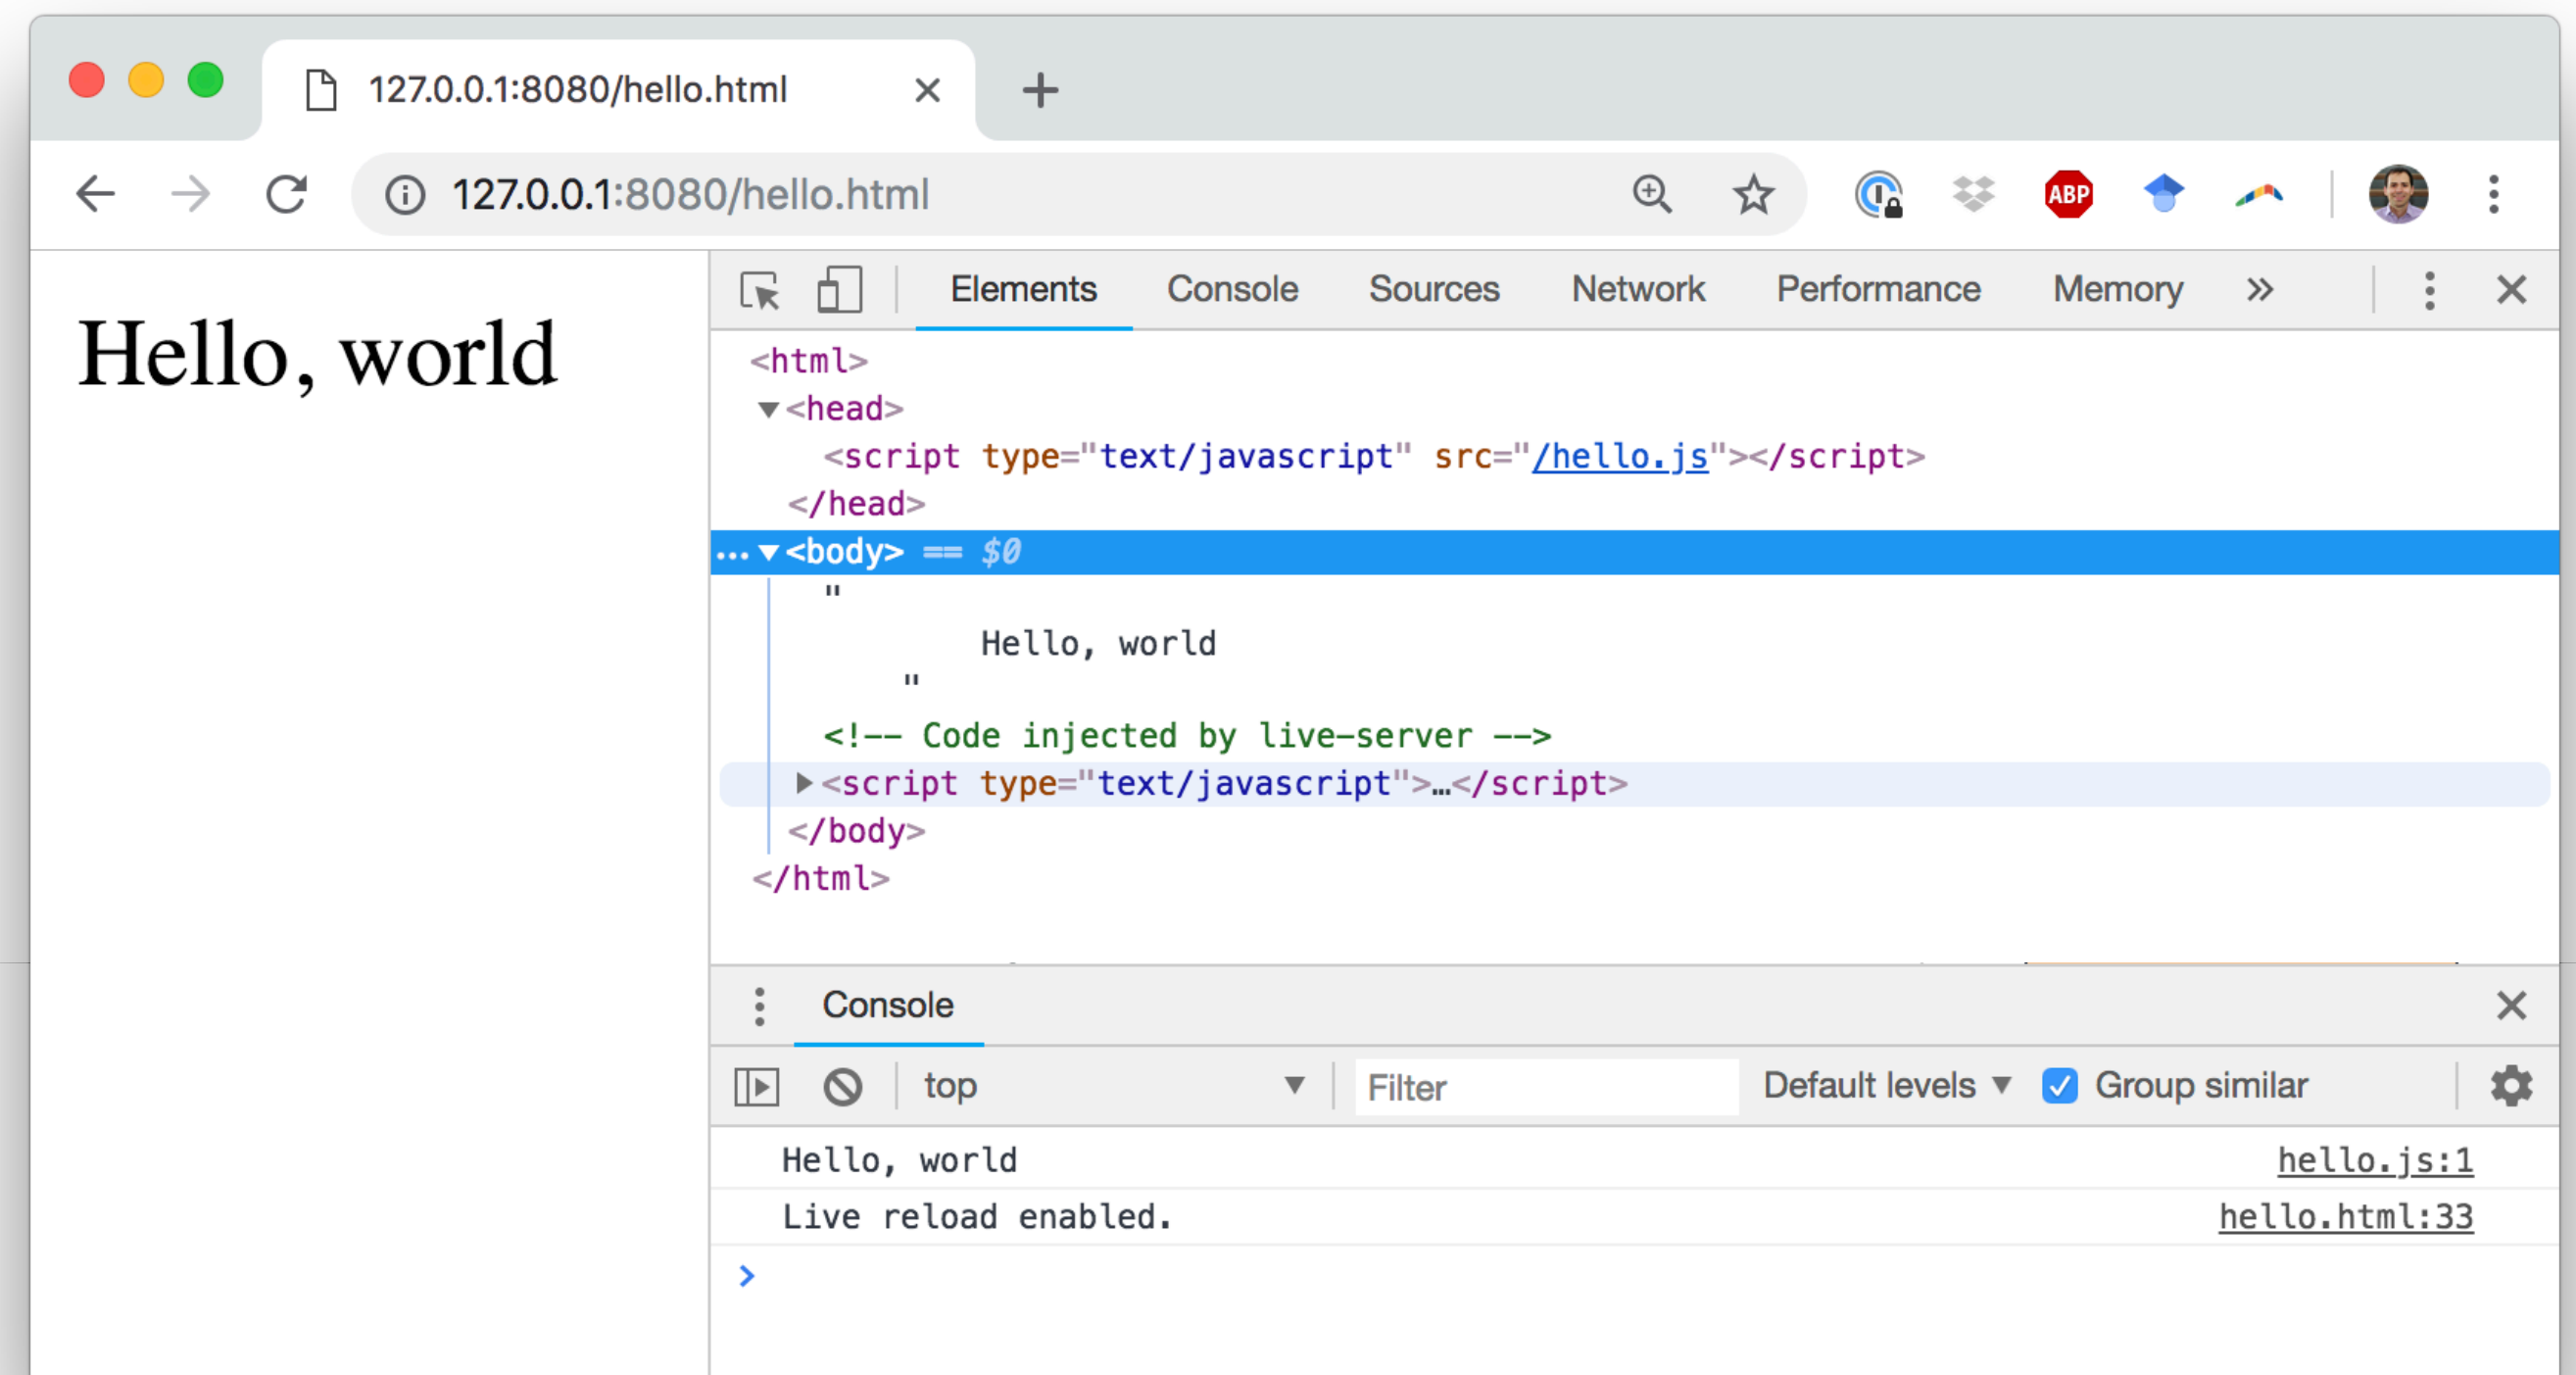 127.0.0.1:8080/hello.html
127.0.0.1:8080/hello.html
ABP
Hello, world
Elements Console Sources Network Performance Memory »
<html>
<head>
<script type="text/javascript" src="/hello.js"></script>
</head>
… <body> == $0
"
Hello, world
"
<!-- Code injected by live-server -->
<script type="text/javascript">…</script>
</body>
</html>
Console
top Filter Default levels Group similar
Hello, world hello.js:1
Live reload enabled. hello.html:33
>